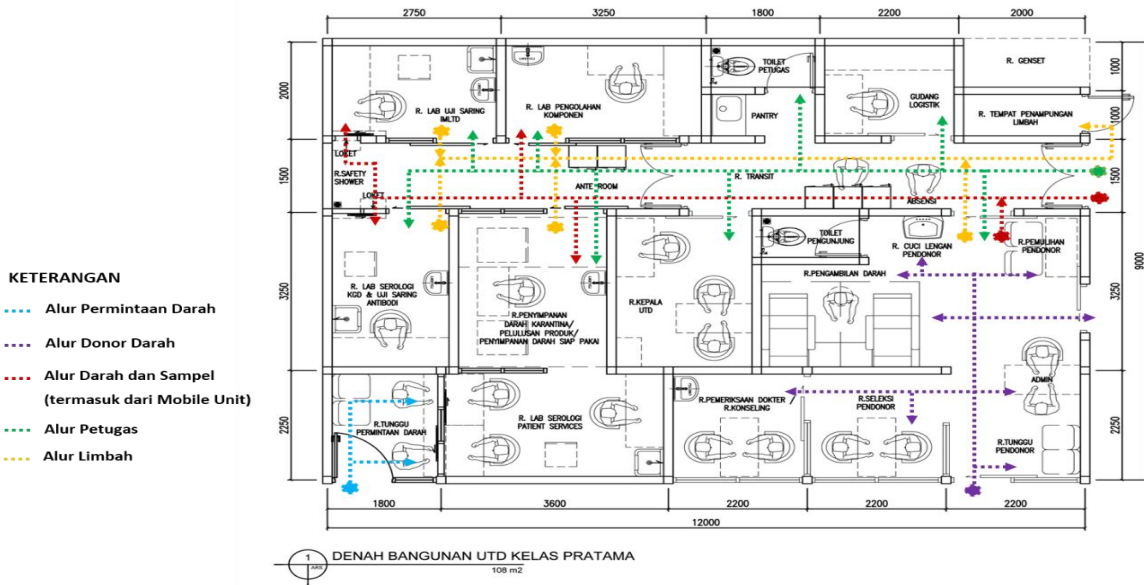 2750
3250
1800
2200
2000
2000
1500
3250
2250
1000
1000
1500
9000
3250
2250
R. LAB UJI SARING
IMLTD
R. LAB PENGOLAHAN
KOMPONEN
TOILET
PETUGAS
PANTRY
GUDANG
LOGISTIK
R. GENSET
R. TEMPAT PENAMPUNGAN
LIMBAH
LOKET
R.SAFETY
SHOWER
LOKET
ANTE ROOM
R. TRANSIT
ABSENSI
R. LAB SEROLOGI
KGD & UJI SARING
ANTIBODI
R.PENYIMPANAN
DARAH KARANTINA/
PELULUSAN PRODUK/
PENYIMPANAN DARAH SIAP PAKAI
R.KEPALA
UTD
TOILET
PENGUNJUNG
R. CUCI LENGAN
PENDONOR
R.PEMULIHAN
PENDONOR
R.PENGAMBILAN DARAH
R.TUNGGU
PERMINTAAN DARAH
R. LAB SEROLOGI
PATIENT SERVICES
R.PEMERIKSAAN DOKTER /
R.KONSELING
R.SELEKSI
PENDONOR
ADMIN
R.TUNGGU
PENDONOR
1800
3600
2200
2200
2200
12000
KETERANGAN
Alur Permintaan Darah
Alur Donor Darah
Alur Darah dan Sampel
(termasuk dari Mobile Unit)
Alur Petugas
Alur Limbah
1
ARS
DENAH BANGUNAN UTD KELAS PRATAMA
108 m2